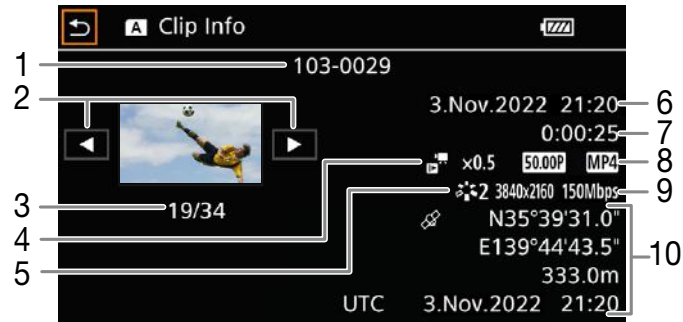 A Clip Info
1 103-0029
2
3.Nov.2022 21:20 6
0:00:25 7
x0.5 50.00P MP4 8
2 3840x2160 150Mbps 9
3 19/34
4
5
N35°39'31.0"
E139°44'43.5" 10
333.0m
UTC 3.Nov.2022 21:20